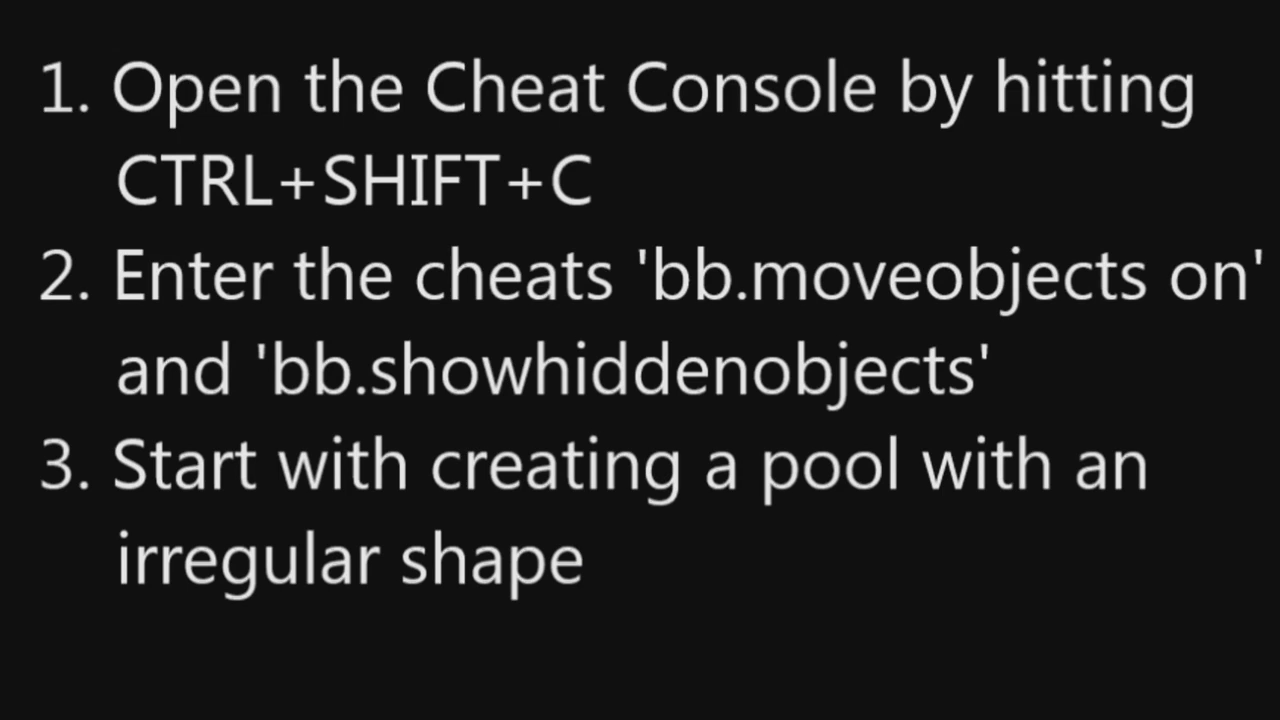 1. Open the Cheat Console by hitting
CTRL+SHIFT+C
2. Enter the cheats 'bb.moveobjects on'
and 'bb.showhiddenobjects'
3. Start with creating a pool with an
irregular shape